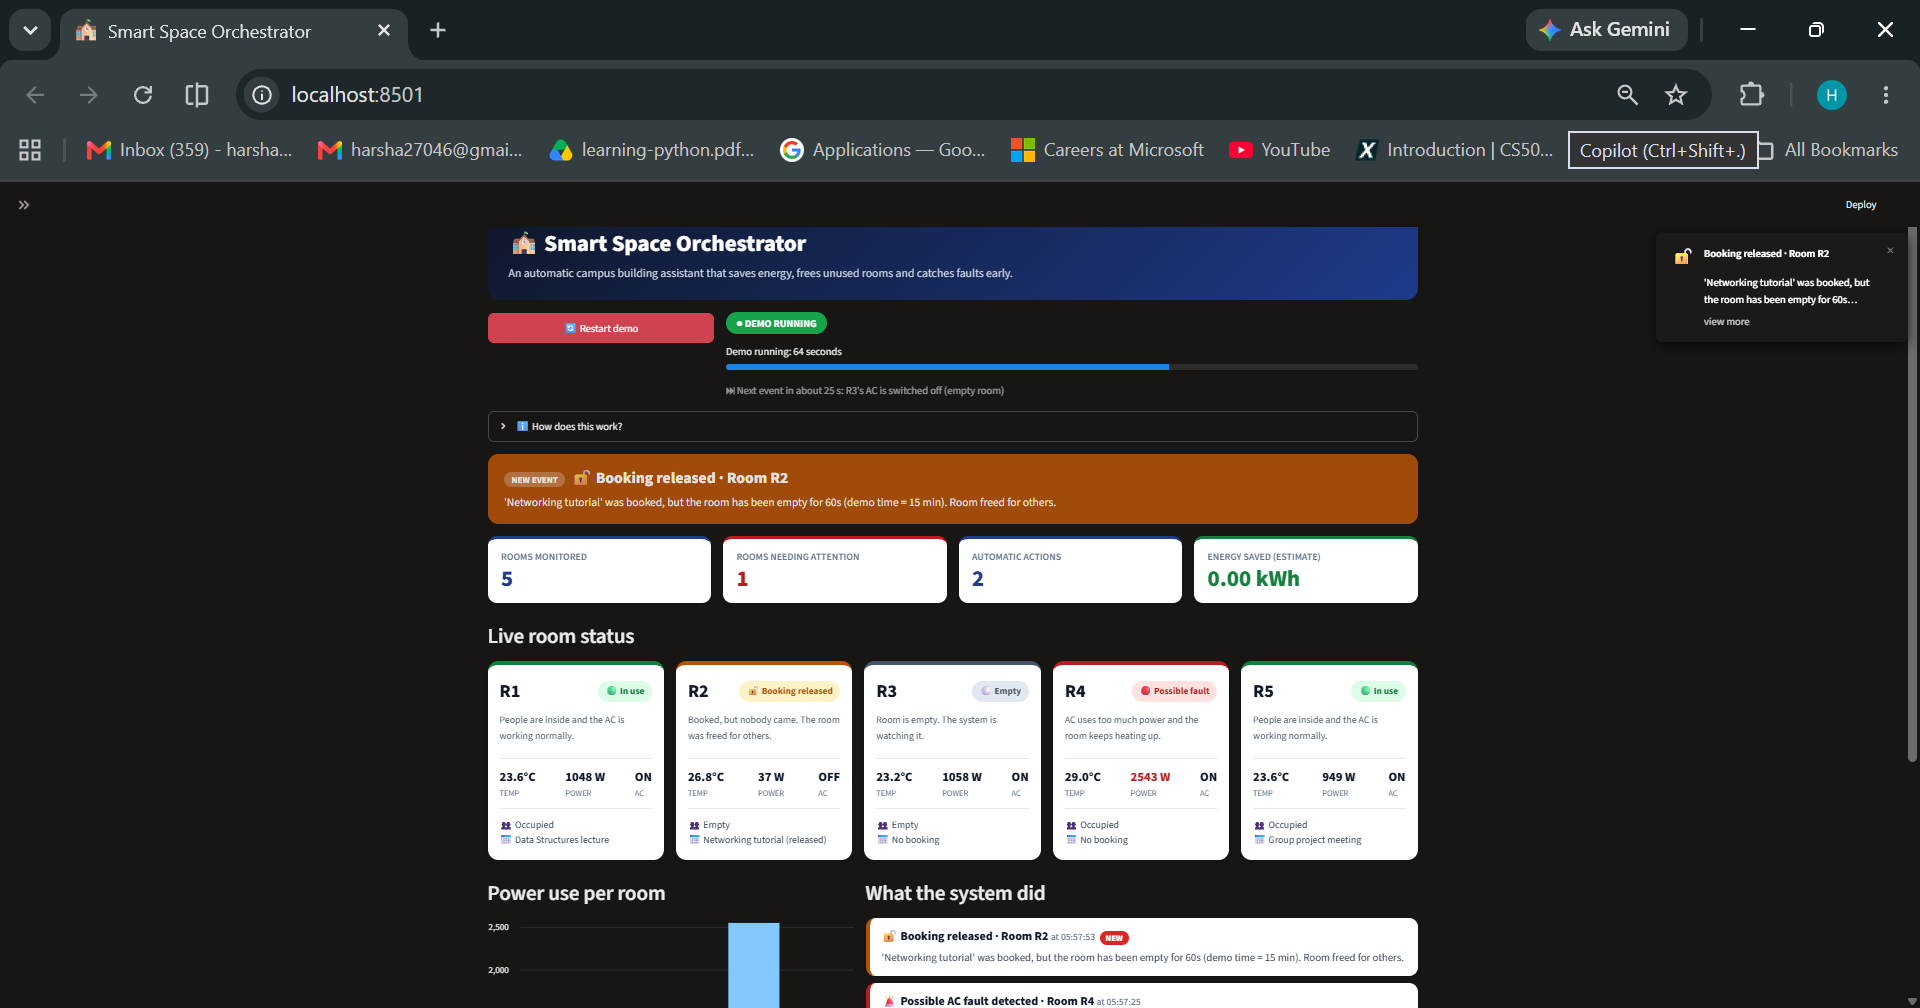 Smart Space Orchestrator
Ask Gemini
localhost:8501
H
Inbox (359) - harsha...
harsha27046@gmai...
learning-python.pdf...
Applications — Goo...
Careers at Microsoft
YouTube
Introduction | CS50...
Copilot (Ctrl+Shift+.)
All Bookmarks
Deploy
Smart Space Orchestrator
An automatic campus building assistant that saves energy, frees unused rooms and catches faults early.
Booking released · Room R2
'Networking tutorial' was booked, but
the room has been empty for 60s...
view more
Restart demo
DEMO RUNNING
Demo running: 64 seconds
Next event in about 25 s: R3's AC is switched off (empty room)
How does this work?
NEW EVENT
Booking released · Room R2
'Networking tutorial' was booked, but the room has been empty for 60s (demo time = 15 min). Room freed for others.
ROOMS MONITORED
5
ROOMS NEEDING ATTENTION
1
AUTOMATIC ACTIONS
2
ENERGY SAVED (ESTIMATE)
0.00 kWh
Live room status
R1
In use
People are inside and the AC is
working normally.
23.6°C 1048 W ON
TEMP POWER AC
Occupied
Data Structures lecture
R2
Booking released
Booked, but nobody came. The room
was freed for others.
26.8°C 37 W OFF
TEMP POWER AC
Empty
Networking tutorial (released)
R3
Empty
Room is empty. The system is
watching it.
23.2°C 1058 W ON
TEMP POWER AC
Empty
No booking
R4
Possible fault
AC uses too much power and the
room keeps heating up.
29.0°C 2543 W ON
TEMP POWER AC
Occupied
No booking
R5
In use
People are inside and the AC is
working normally.
23.6°C 949 W ON
TEMP POWER AC
Occupied
Group project meeting
Power use per room
2,500
2,000
What the system did
Booking released · Room R2 at 05:57:53 NEW
'Networking tutorial' was booked, but the room has been empty for 60s (demo time = 15 min). Room freed for others.
Possible AC fault detected · Room R4 at 05:57:25